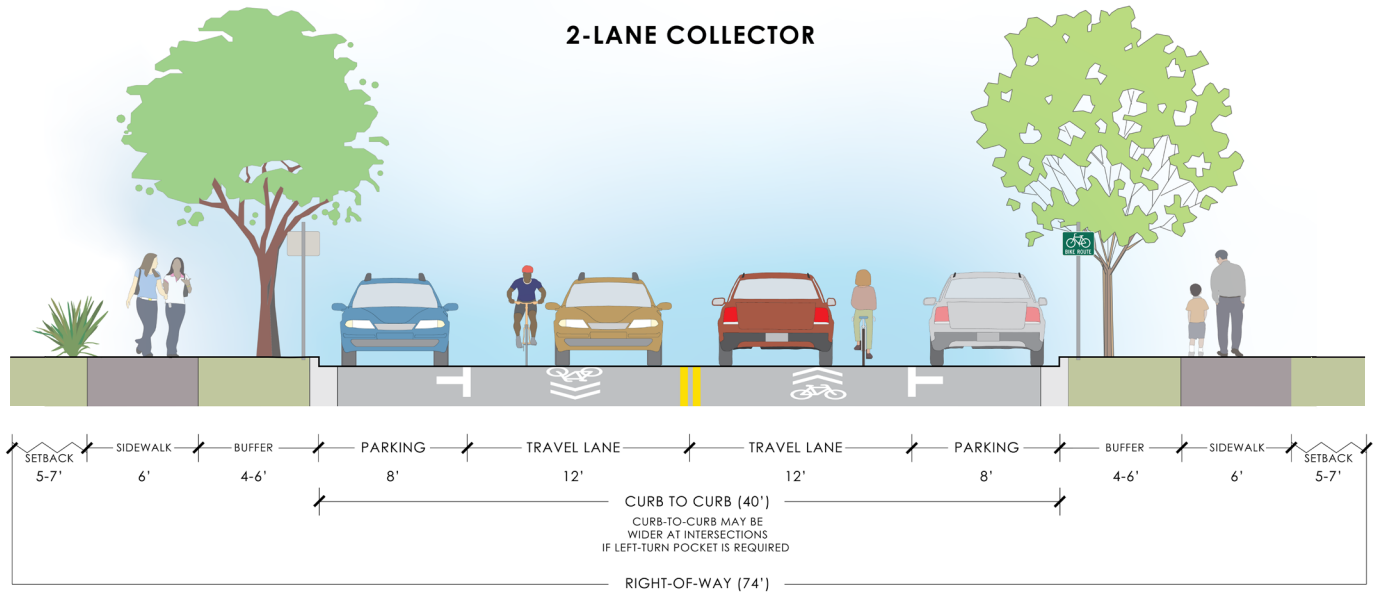 2-LANE COLLECTOR
BIKE ROUTE
SETBACK
SIDEWALK
BUFFER
PARKING
TRAVEL LANE
TRAVEL LANE
PARKING
BUFFER
SIDEWALK
SETBACK
5-7'
6'
4-6'
8'
12'
12'
8'
4-6'
6'
5-7'
CURB TO CURB (40')
CURB-TO-CURB MAY BE
WIDER AT INTERSECTIONS
IF LEFT-TURN POCKET IS REQUIRED
RIGHT-OF-WAY (74')